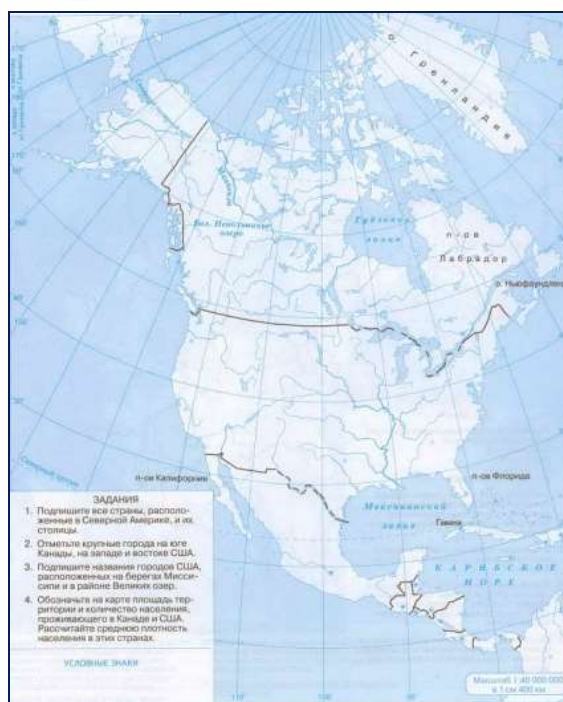 о. Гренландия
Бол. Невольничье
озеро
Гудзонов
залив
п-ов
Лабрадор
о. Ньюфаундленд
п-ов Калифорния
п-ов Флорида
Мексиканский
залив
Гавана
КАРИБСКОЕ
МОРЕ
ЗАДАНИЯ
1. Подпишите все страны, располо-
женные в Северной Америке, и их
столицы.
2. Отметьте крупные города на юге
Канады, на западе и востоке США.
3. Подпишите названия городов США,
расположенных на берегах Мисси-
сипи и в районе Великих озер.
4. Обозначьте на карте площадь тер-
ритории и количество населения,
проживающего в Канаде и США.
Рассчитайте среднюю плотность
населения в этих странах.
УСЛОВНЫЕ ЗНАКИ
Масштаб 1:40 000 000
в 1 см 400 км